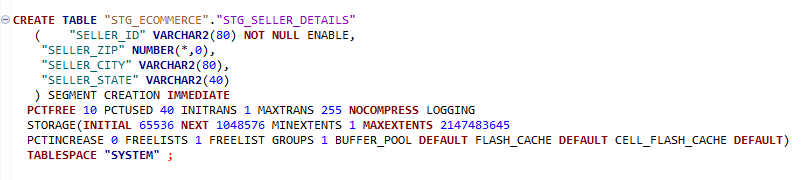 CREATE TABLE "STG_ECOMMERCE"."STG_SELLER_DETAILS"
( "SELLER_ID" VARCHAR2(80) NOT NULL ENABLE,
"SELLER_ZIP" NUMBER(*,0),
"SELLER_CITY" VARCHAR2(80),
"SELLER_STATE" VARCHAR2(40)
) SEGMENT CREATION IMMEDIATE
PCTFREE 10 PCTUSED 40 INITRANS 1 MAXTRANS 255 NOCOMPRESS LOGGING
STORAGE(INITIAL 65536 NEXT 1048576 MINEXTENTS 1 MAXEXTENTS 2147483645
PCTINCREASE 0 FREELISTS 1 FREELIST GROUPS 1 BUFFER_POOL DEFAULT FLASH_CACHE DEFAULT CELL_FLASH_CACHE DEFAULT)
TABLESPACE "SYSTEM" ;